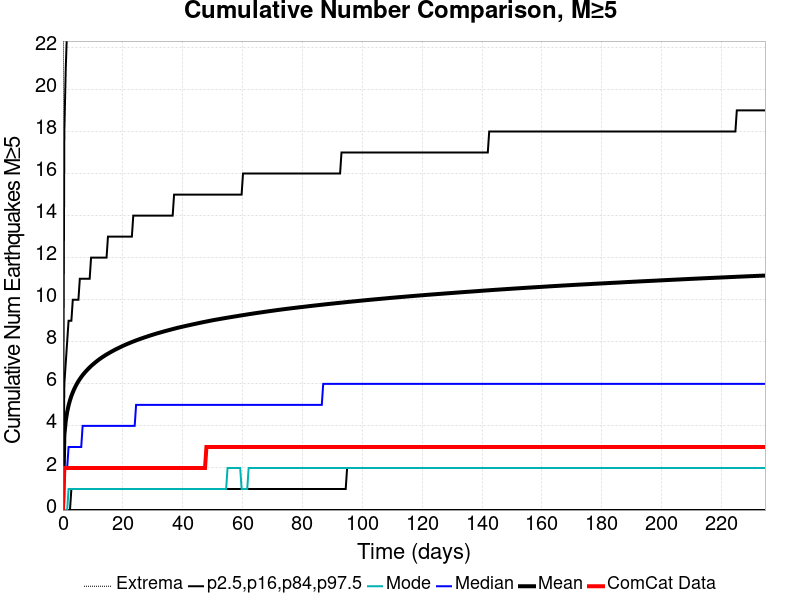 Cumulative Number Comparison, M≥5
Cumulative Num Earthquakes M≥5
22
20
18
16
14
12
10
8
6
4
2
0
0 20 40 60 80 100 120 140 160 180 200 220
Time (days)
Extrema p2.5,p16,p84,p97.5 Mode Median Mean ComCat Data